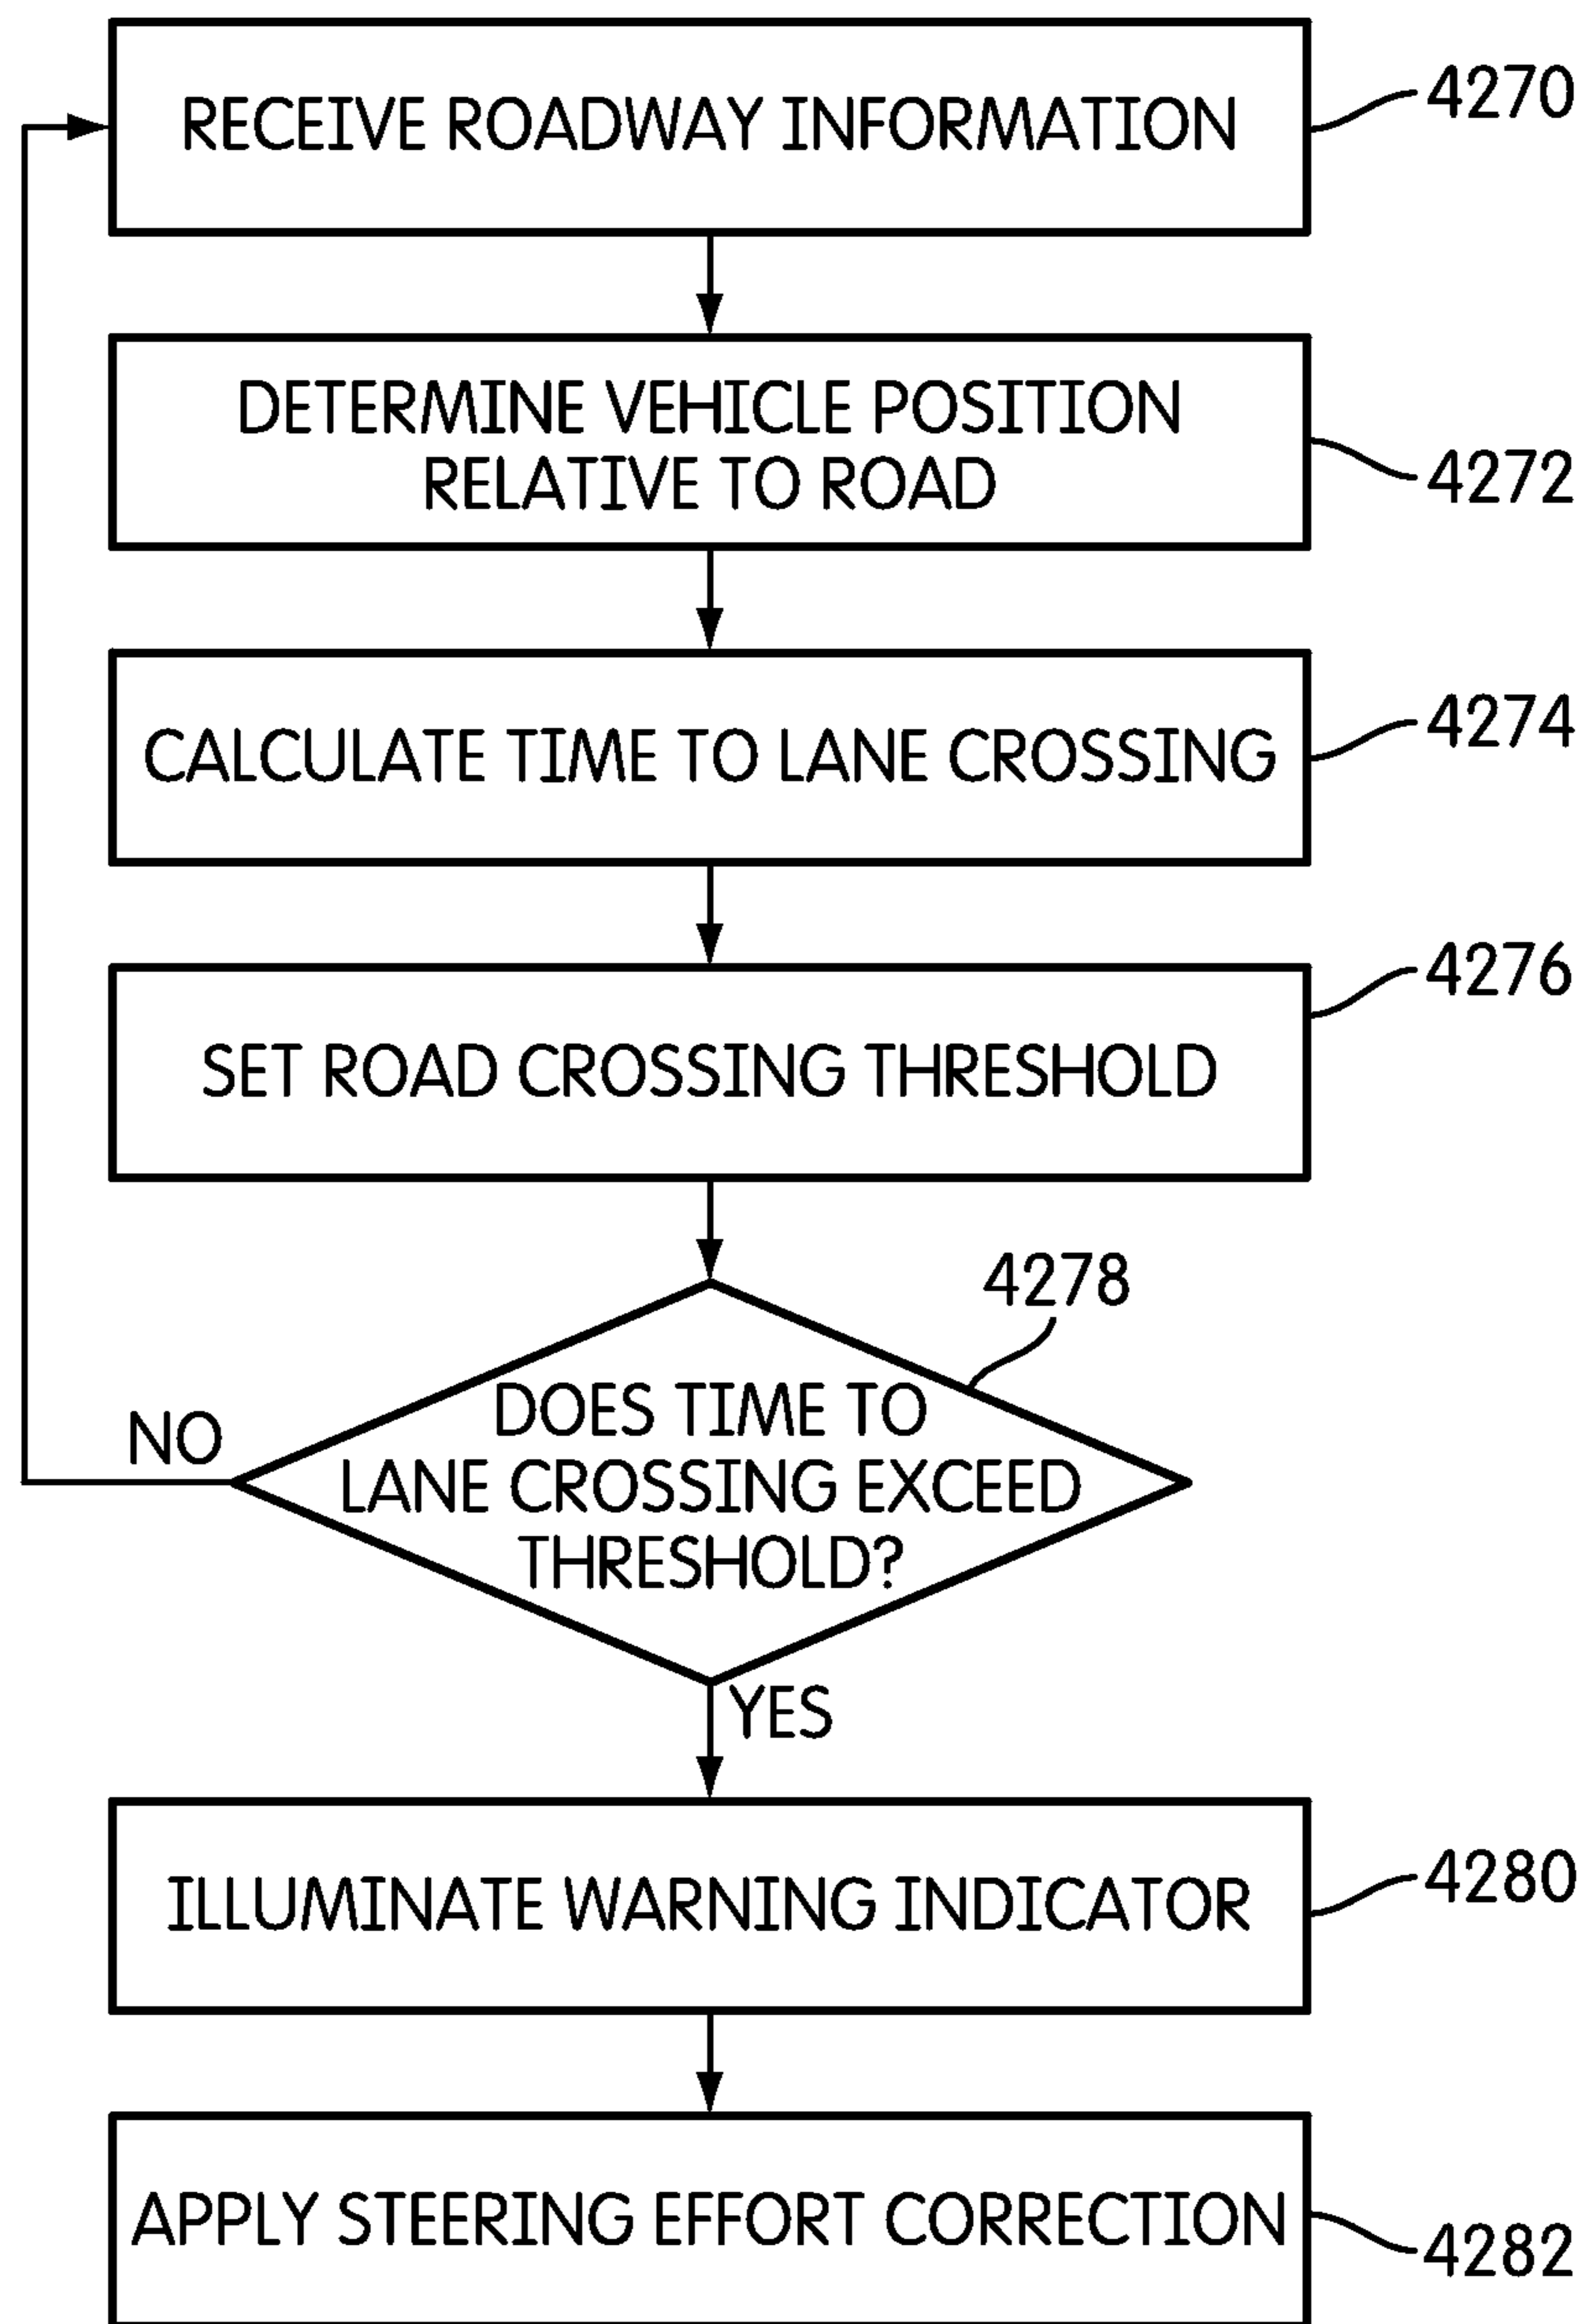 RECEIVE ROADWAY INFORMATION
4270
DETERMINE VEHICLE POSITION
RELATIVE TO ROAD
4272
CALCULATE TIME TO LANE CROSSING
4274
4276
SET ROAD CROSSING THRESHOLD
4278
DOES TIME TO
LANE CROSSING EXCEED
THRESHOLD?
NO
YES
ILLUMINATE WARNING INDICATOR
4280
APPLY STEERING EFFORT CORRECTION
4282